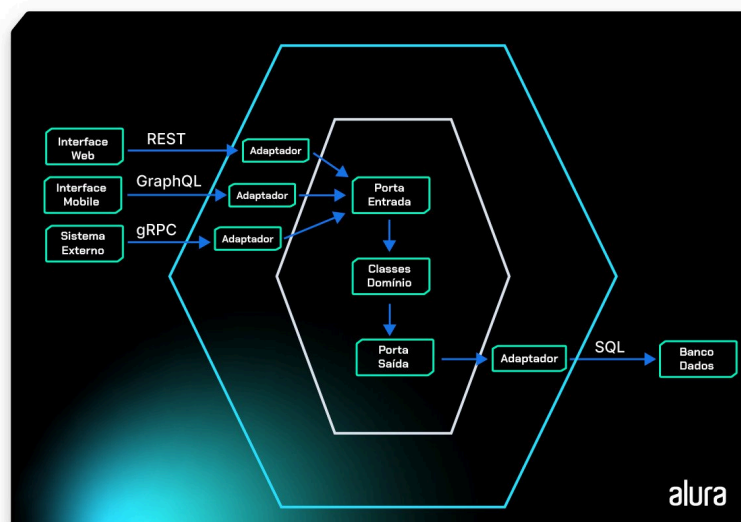 Interface
Web
REST
Adaptador
Interface
Mobile
GraphQL
Adaptador
Porta
Entrada
Sistema
Externo
gRPC
Adaptador
Classes
Domínio
Porta
Saída
Adaptador
SQL
Banco
Dados
alura